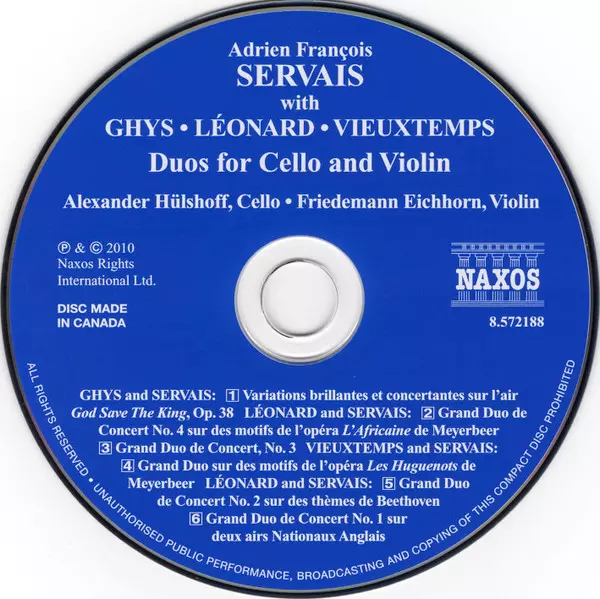 Adrien François
SERVAIS
with
GHYS • LÉONARD • VIEUXTEMPS
Duos for Cello and Violin
Alexander Hülshoff, Cello • Friedemann Eichhorn, Violin
℗ & © 2010
Naxos Rights
International Ltd.
DISC MADE
IN CANADA
NAXOS
8.572188
GHYS and SERVAIS: 1 Variations brillantes et concertantes sur l'air
God Save The King, Op. 38 LÉONARD and SERVAIS: 2 Grand Duo de
Concert No. 4 sur des motifs de l'opéra L'Africaine de Meyerbeer
3 Grand Duo de Concert, No. 3 VIEUXTEMPS and SERVAIS:
4 Grand Duo sur des motifs de l'opéra Les Huguenots de
Meyerbeer LÉONARD and SERVAIS: 5 Grand Duo
de Concert No. 2 sur des thèmes de Beethoven
6 Grand Duo de Concert No. 1 sur
deux airs Nationaux Anglais
ALL RIGHTS RESERVED • UNAUTHORISED PUBLIC PERFORMANCE, BROADCASTING AND COPYING OF THIS COMPACT DISC PROHIBITED